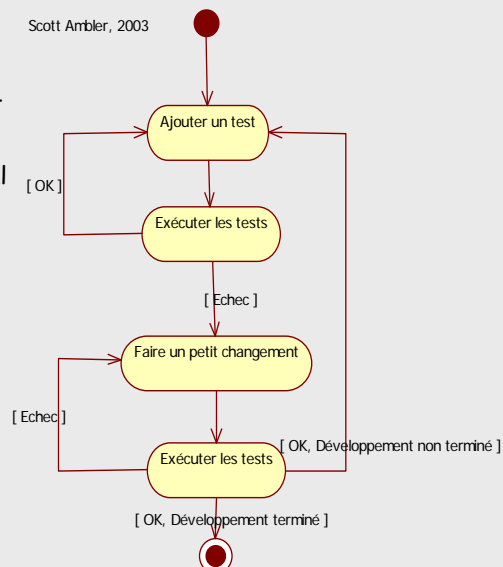 Scott Ambler, 2003
Ajouter un test
[ OK ]
Exécuter les tests
[ Echec ]
Faire un petit changement
[ Echec ]
[ OK, Développement non terminé ]
Exécuter les tests
[ OK, Développement terminé ]